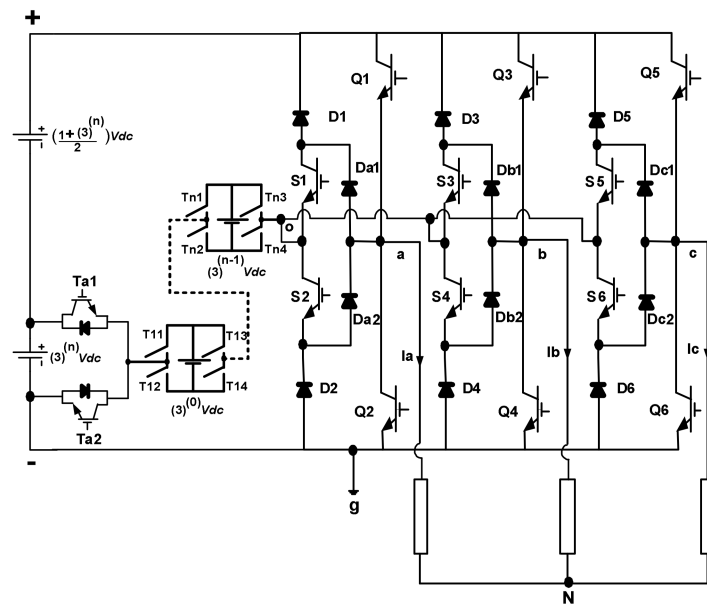 +
Q1
Q3
Q5
D1
D3
D5
(1+(3)^(n)/2)Vdc
+
-
Da1
Db1
Dc1
S1
S3
S5
Tn1
Tn3
Tn2
Tn4
o
(3)^(n-1)Vdc
a
b
c
Ta1
S2
S4
S6
Da2
Db2
Dc2
T11
T13
+
-
(3)^(n)Vdc
T12
T14
(3)^(0)Vdc
Ia
Ib
Ic
D2
D4
D6
Q2
Q4
Q6
Ta2
-
g
N